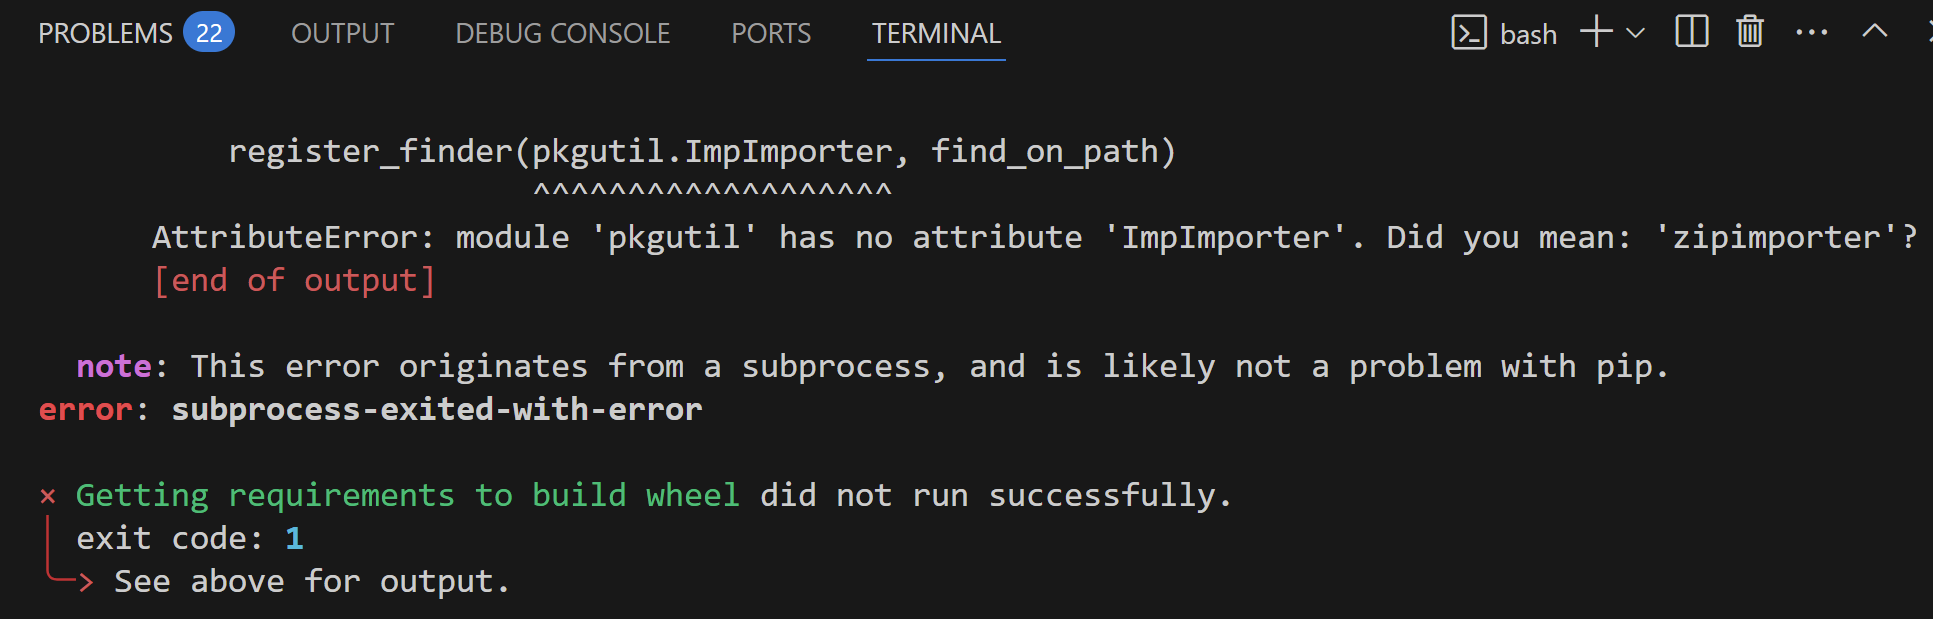 PROBLEMS 22 OUTPUT DEBUG CONSOLE PORTS TERMINAL bash
register_finder(pkgutil.ImpImporter, find_on_path)
^^^^^^^^^^^^^^^^^^^
AttributeError: module 'pkgutil' has no attribute 'ImpImporter'. Did you mean: 'zipimporter'?
[end of output]
note: This error originates from a subprocess, and is likely not a problem with pip.
error: subprocess-exited-with-error
× Getting requirements to build wheel did not run successfully.
exit code: 1
See above for output.